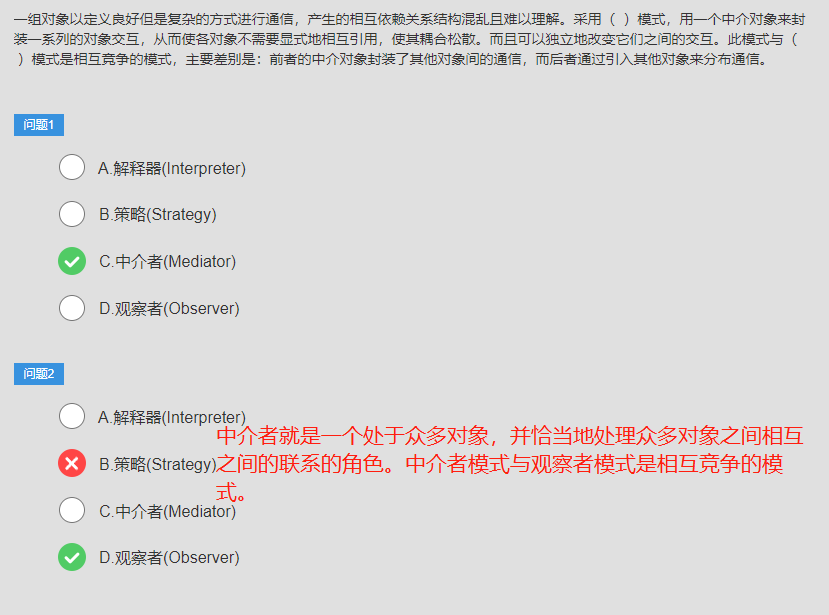 一组对象以定义良好但是复杂的方式进行通信，产生的相互依赖关系结构混乱且难以理解。采用（  ）模式，用一个中介对象来封
装一系列的对象交互，从而使各对象不需要显式地相互引用，使其耦合松散。而且可以独立地改变它们之间的交互。此模式与（
）模式是相互竞争的模式，主要差别是：前者的中介对象封装了其他对象间的通信，而后者通过引入其他对象来分布通信。
问题1
A.解释器(Interpreter)
B.策略(Strategy)
C.中介者(Mediator)
D.观察者(Observer)
问题2
A.解释器(Interpreter)
中介者就是一个处于众多对象，并恰当地处理众多对象之间相互
B.策略(Strategy)
之间的联系的角色。中介者模式与观察者模式是相互竞争的模
式。
C.中介者(Mediator)
D.观察者(Observer)